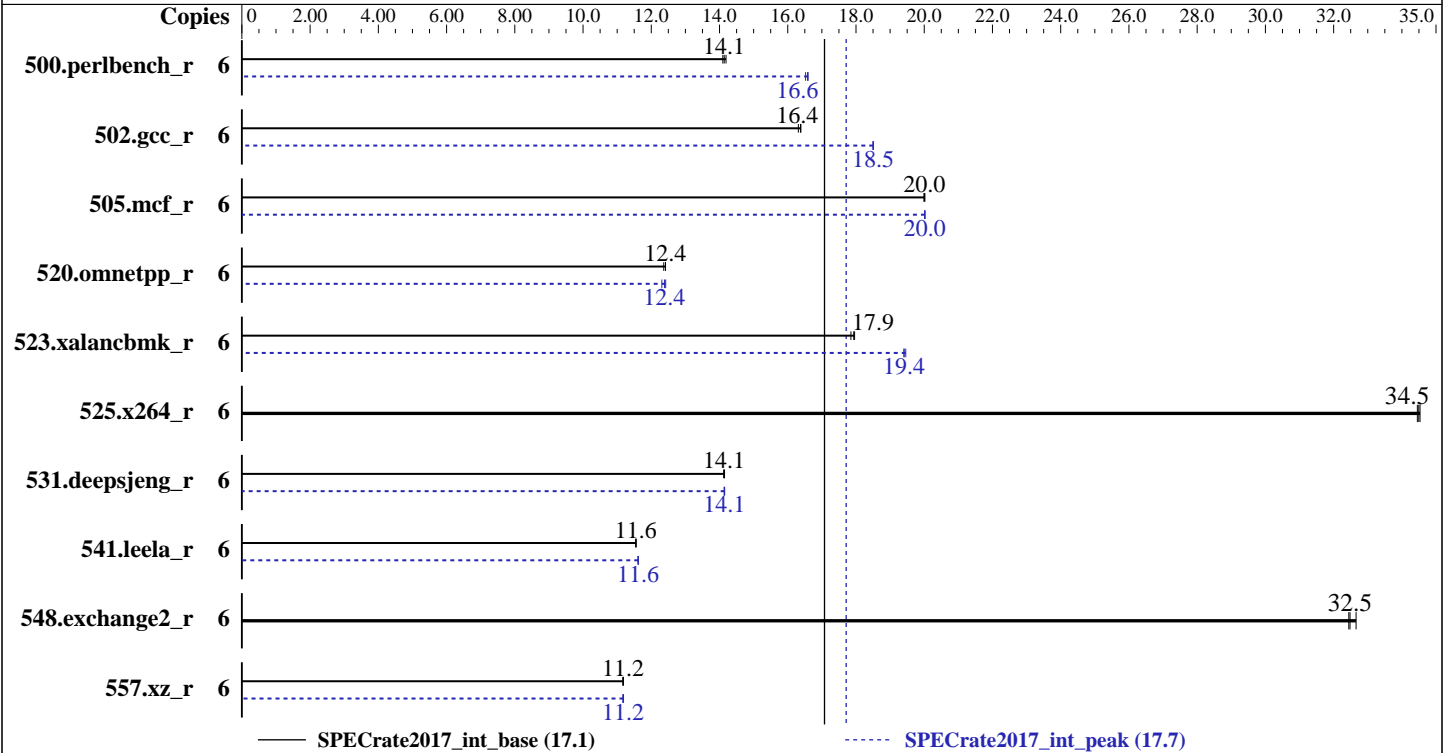 Copies 0 2.00 4.00 6.00 8.00 10.0 12.0 14.0 16.0 18.0 20.0 22.0 24.0 26.0 28.0 30.0 32.0 35.0
500.perlbench_r 6 14.1
16.6
502.gcc_r 6 16.4
18.5
505.mcf_r 6 20.0
20.0
520.omnetpp_r 6 12.4
12.4
523.xalancbmk_r 6 17.9
19.4
525.x264_r 6 34.5
531.deepsjeng_r 6 14.1
14.1
541.leela_r 6 11.6
11.6
548.exchange2_r 6 32.5
557.xz_r 6 11.2
11.2
SPECrate2017_int_base (17.1) SPECrate2017_int_peak (17.7)